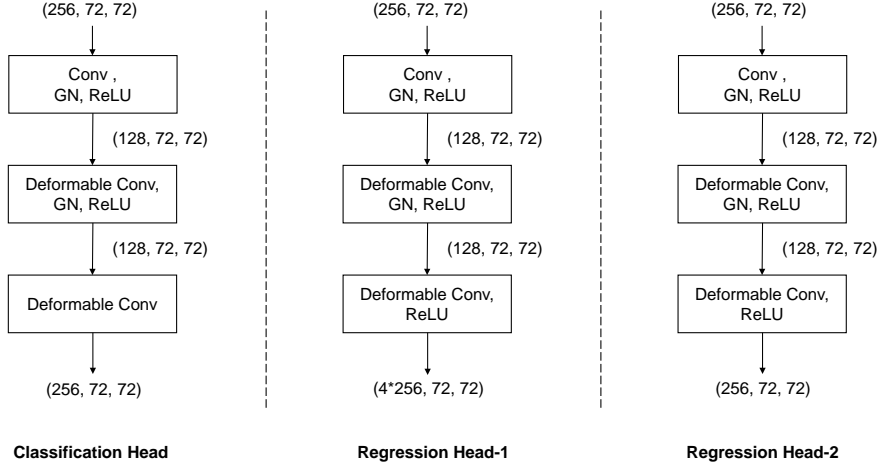 (256, 72, 72)
Conv ,
GN, ReLU
(128, 72, 72)
Deformable Conv,
GN, ReLU
(128, 72, 72)
Deformable Conv
(256, 72, 72)
Classification Head
(256, 72, 72)
Conv ,
GN, ReLU
(128, 72, 72)
Deformable Conv,
GN, ReLU
(128, 72, 72)
Deformable Conv,
ReLU
(4*256, 72, 72)
Regression Head-1
(256, 72, 72)
Conv ,
GN, ReLU
(128, 72, 72)
Deformable Conv,
GN, ReLU
(128, 72, 72)
Deformable Conv,
ReLU
(256, 72, 72)
Regression Head-2